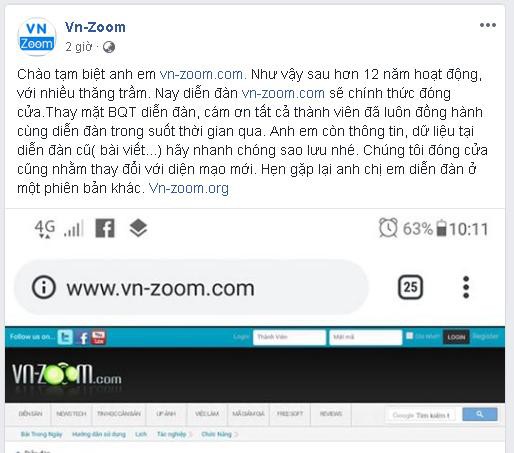 VN
Zoom
Vn-Zoom
2 giờ
Chào tạm biệt anh em vn-zoom.com. Như vậy sau hơn 12 năm hoạt động,
với nhiều thăng trầm. Nay diễn đàn vn-zoom.com sẽ chính thức đóng
cửa.Thay mặt BQT diễn đàn, cám ơn tất cả thành viên đã luôn đồng hành
cùng diễn đàn trong suốt thời gian qua. Anh em còn thông tin, dữ liệu tại
diễn đàn cũ( bài viết...) hãy nhanh chóng sao lưu nhé. Chúng tôi đóng cửa
cũng nhằm thay đổi với diện mạo mới. Hẹn gặp lại anh chị em diễn đàn ở
một phiên bản khác. Vn-zoom.org
4G 63% 10:11
www.vn-zoom.com 25
Follow us on... You Tube Login Thành Viên Mật mã Ghi Nhớ? LOGIN Register
vn-zoom.com
DIỄN ĐÀN NEWS TECH TIN HỌC CĂN BẢN UP ẢNH VIỆC LÀM MÃ GIẢM GIÁ FREE SOFT REVIEWS Google Tìm kiếm t
Bài Trong Ngày Hướng dẫn sử dụng Lịch Tác nghiệp Chức Năng